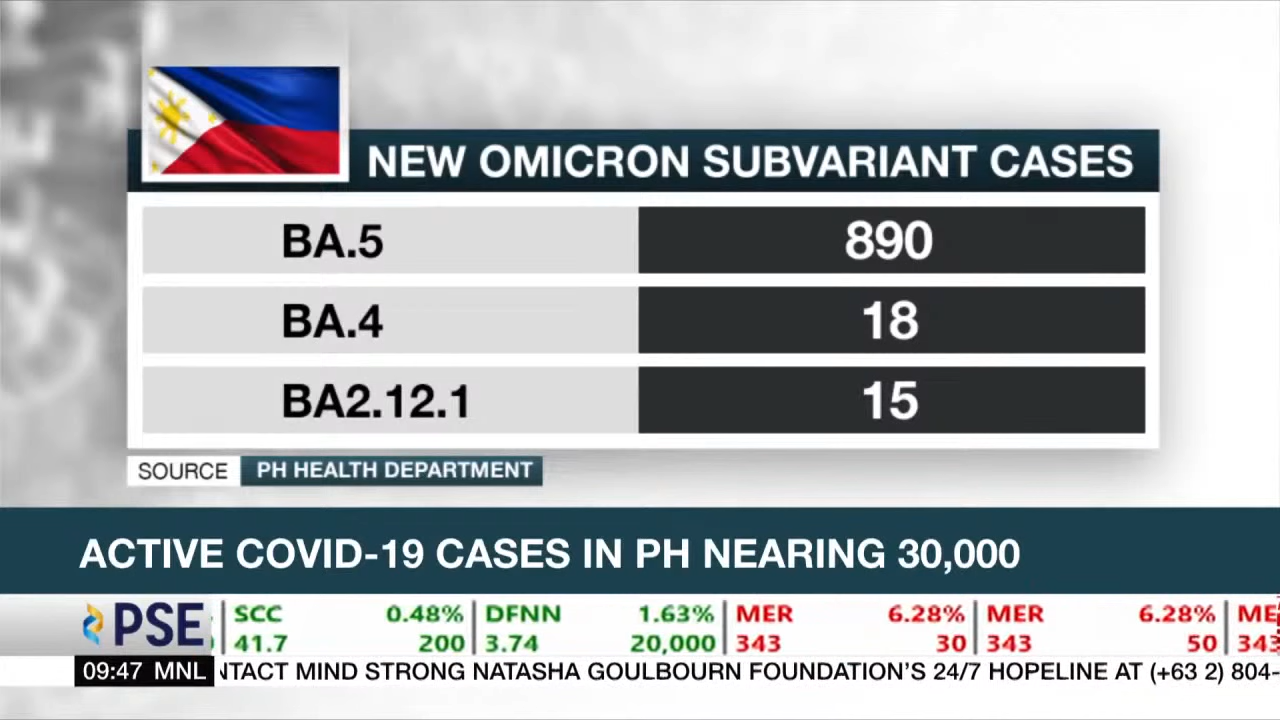 NEW OMICRON SUBVARIANT CASES
BA.5 890
BA.4 18
BA2.12.1 15
SOURCE PH HEALTH DEPARTMENT
ACTIVE COVID-19 CASES IN PH NEARING 30,000
PSE SCC 0.48% DFNN 1.63% MER 6.28% MER 6.28% ME
41.7 200 3.74 20,000 343 30 343 50 343
09:47 MNL NTACT MIND STRONG NATASHA GOULBOURN FOUNDATION'S 24/7 HOPELINE AT (+63 2) 804-